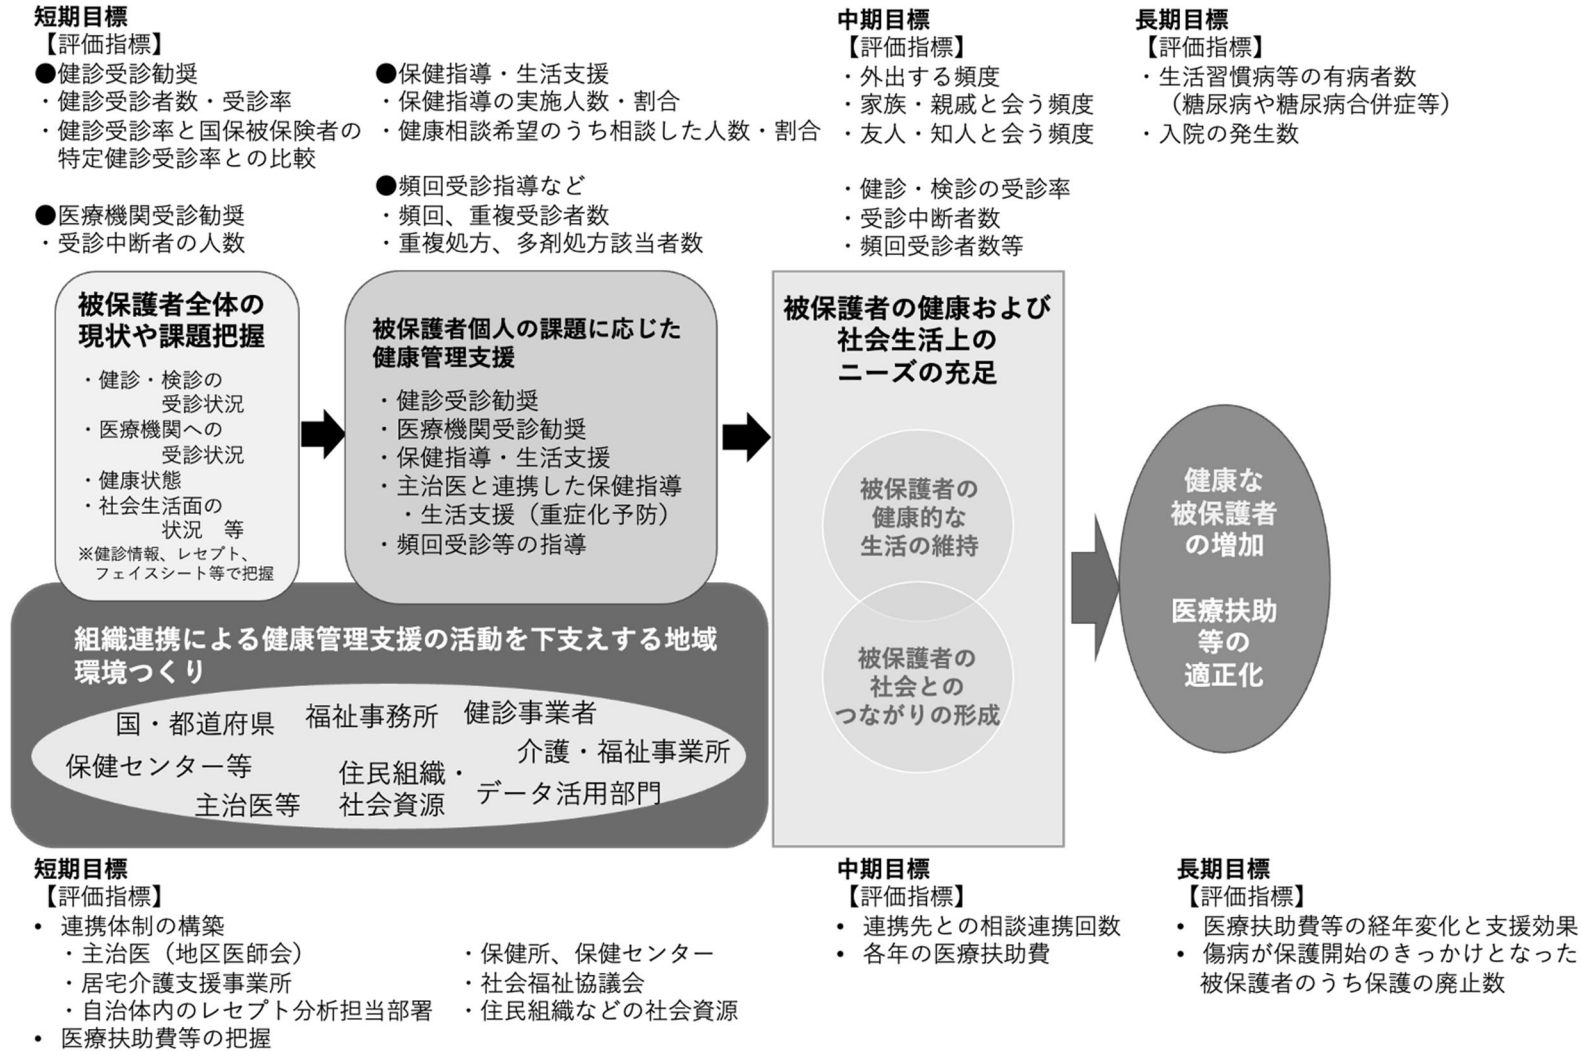 短期目標
【評価指標】
●健診受診勧奨
・健診受診者数・受診率
・健診受診率と国保被保険者の
特定健診受診率との比較
●医療機関受診勧奨
・受診中断者の人数
●保健指導・生活支援
・保健指導の実施人数・割合
・健康相談希望のうち相談した人数・割合
●頻回受診指導など
・頻回、重複受診者数
・重複処方、多剤処方該当者数
中期目標
【評価指標】
・外出する頻度
・家族・親戚と会う頻度
・友人・知人と会う頻度
・健診・検診の受診率
・受診中断者数
・頻回受診者数等
長期目標
【評価指標】
・生活習慣病等の有病者数
（糖尿病や糖尿病合併症等）
・入院の発生数
被保護者全体の
現状や課題把握
・健診・検診の
受診状況
・医療機関への
受診状況
・健康状態
・社会生活面の
状況　等
※健診情報、レセプト、
フェイスシート等で把握
被保護者個人の課題に応じた
健康管理支援
・健診受診勧奨
・医療機関受診勧奨
・保健指導・生活支援
・主治医と連携した保健指導
・生活支援（重症化予防）
・頻回受診等の指導
被保護者の健康および
社会生活上の
ニーズの充足
被保護者の
健康的な
生活の維持
被保護者の
社会との
つながりの形成
健康な
被保護者
の増加
医療扶助
等の
適正化
組織連携による健康管理支援の活動を下支えする地域
環境つくり
国・都道府県
福祉事務所
健診事業者
保健センター等
住民組織・
社会資源
介護・福祉事業所
主治医等
データ活用部門
短期目標
【評価指標】
• 連携体制の構築
・主治医（地区医師会）
・居宅介護支援事業所
・自治体内のレセプト分析担当部署
・保健所、保健センター
・社会福祉協議会
・住民組織などの社会資源
• 医療扶助費等の把握
中期目標
【評価指標】
• 連携先との相談連携回数
• 各年の医療扶助費
長期目標
【評価指標】
• 医療扶助費等の経年変化と支援効果
• 傷病が保護開始のきっかけとなった
被保護者のうち保護の廃止数